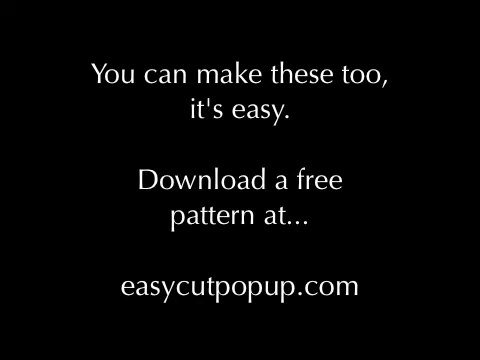 You can make these too,
it's easy.
Download a free
pattern at...
easycutpopup.com